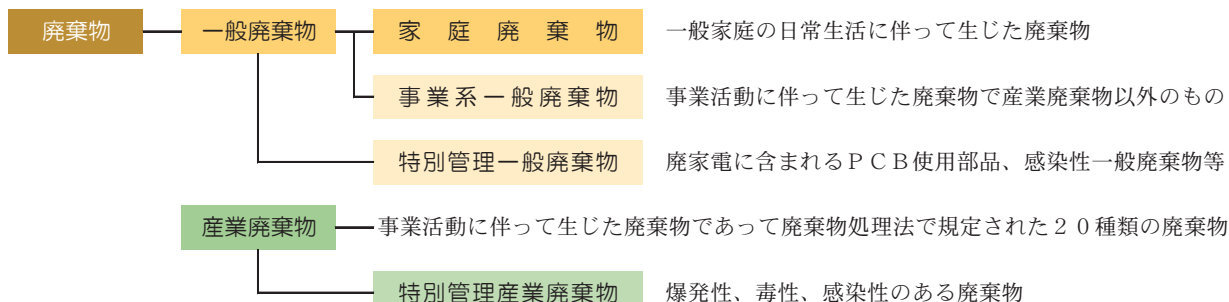 廃棄物 一般廃棄物 家庭廃棄物 一般家庭の日常生活に伴って生じた廃棄物
事業系一般廃棄物 事業活動に伴って生じた廃棄物で産業廃棄物以外のもの
特別管理一般廃棄物 廃家電に含まれるＰＣＢ使用部品、感染性一般廃棄物等
産業廃棄物 事業活動に伴って生じた廃棄物であって廃棄物処理法で規定された２０種類の廃棄物
特別管理産業廃棄物 爆発性、毒性、感染性のある廃棄物